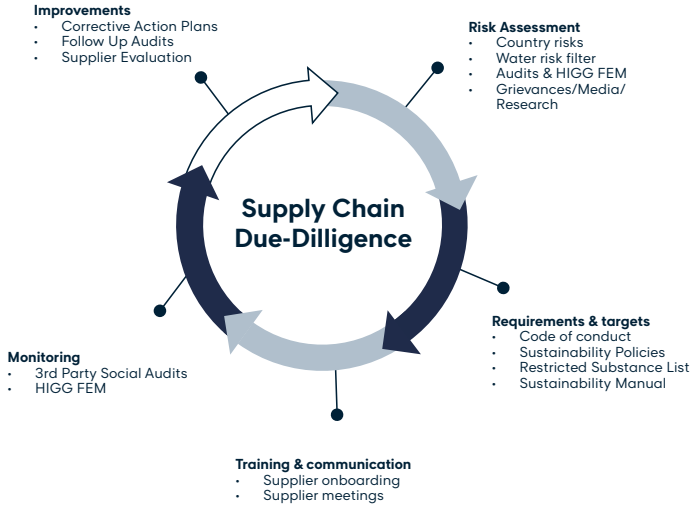 Improvements
• Corrective Action Plans
• Follow Up Audits
• Supplier Evaluation
Risk Assessment
• Country risks
• Water risk filter
• Audits & HIGG FEM
• Grievances/Media/
Research
Supply Chain
Due-Dilligence
Requirements & targets
• Code of conduct
• Sustainability Policies
• Restricted Substance List
• Sustainability Manual
Monitoring
• 3rd Party Social Audits
• HIGG FEM
Training & communication
• Supplier onboarding
• Supplier meetings